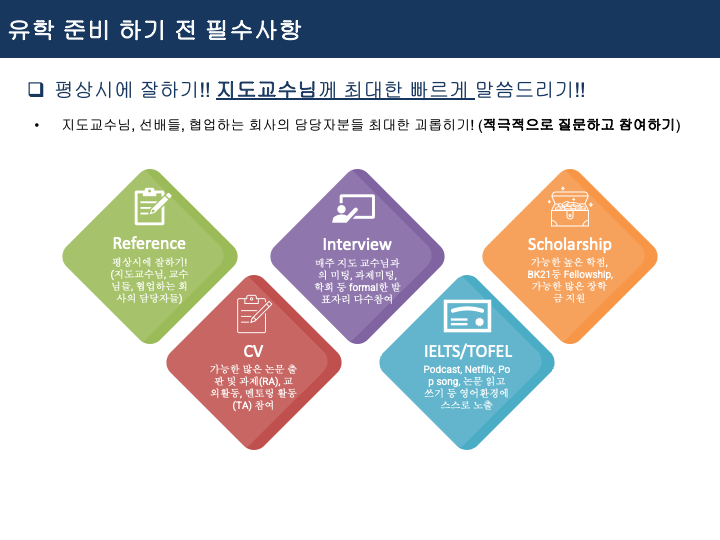 유학 준비 하기 전 필수사항
❑ 평상시에 잘하기!! 지도교수님께 최대한 빠르게 말씀드리기!!
• 지도교수님, 선배들, 협업하는 회사의 담당자분들 최대한 괴롭히기! (적극적으로 질문하고 참여하기)
Reference
평상시에 잘하기!
(지도교수님, 교수
님들, 협업하는 회
사의 담당자들)
Interview
매주 지도 교수님과
의 미팅, 과제미팅,
학회 등 formal한 발
표자리 다수참여
Scholarship
가능한 높은 학점,
BK21등 Fellowship,
가능한 많은 장학
금 지원
CV
가능한 많은 논문 출
판 및 과제(RA), 교
외활동, 멘토링 활동
(TA) 참여
IELTS/TOFEL
Podcast, Netflix, Po
p song, 논문 읽고
쓰기 등 영어환경에
스스로 노출